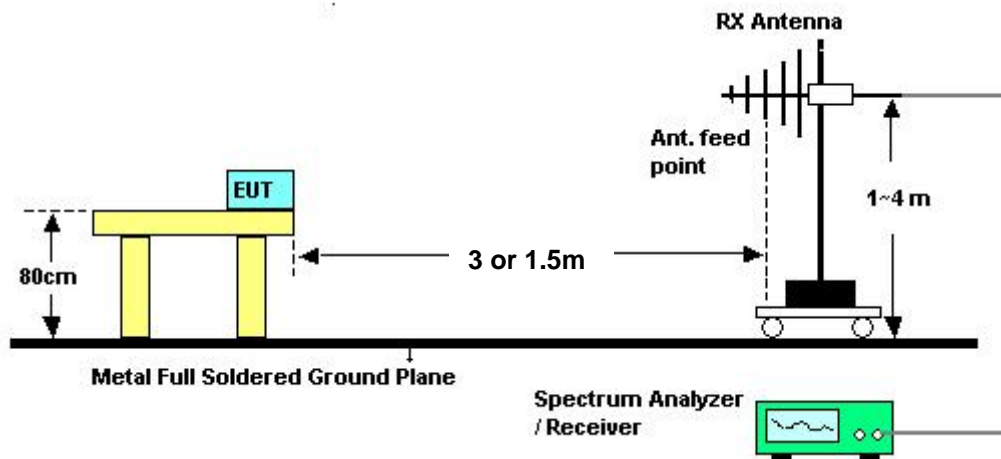 RX Antenna
Ant. feed
point
EUT
1~4 m
80cm
3 or 1.5m
Metal Full Soldered Ground Plane
Spectrum Analyzer
/ Receiver